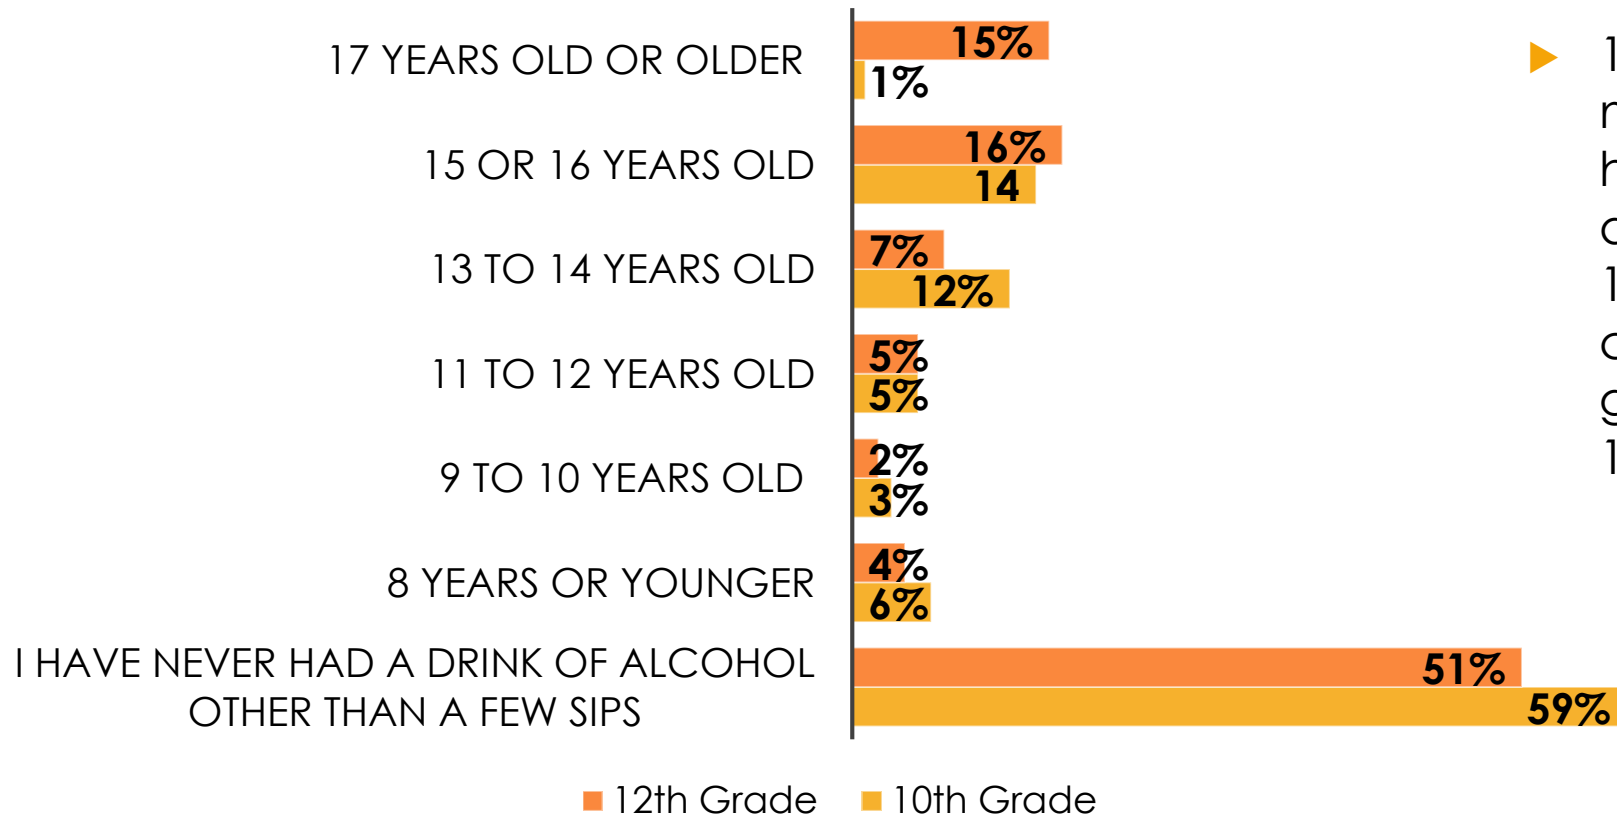 17 YEARS OLD OR OLDER
15%
1%
15 OR 16 YEARS OLD
16%
14
13 TO 14 YEARS OLD
7%
12%
11 TO 12 YEARS OLD
5%
5%
9 TO 10 YEARS OLD
2%
3%
8 YEARS OR YOUNGER
4%
6%
I HAVE NEVER HAD A DRINK OF ALCOHOL
OTHER THAN A FEW SIPS
51%
59%
12th Grade
10th Grade